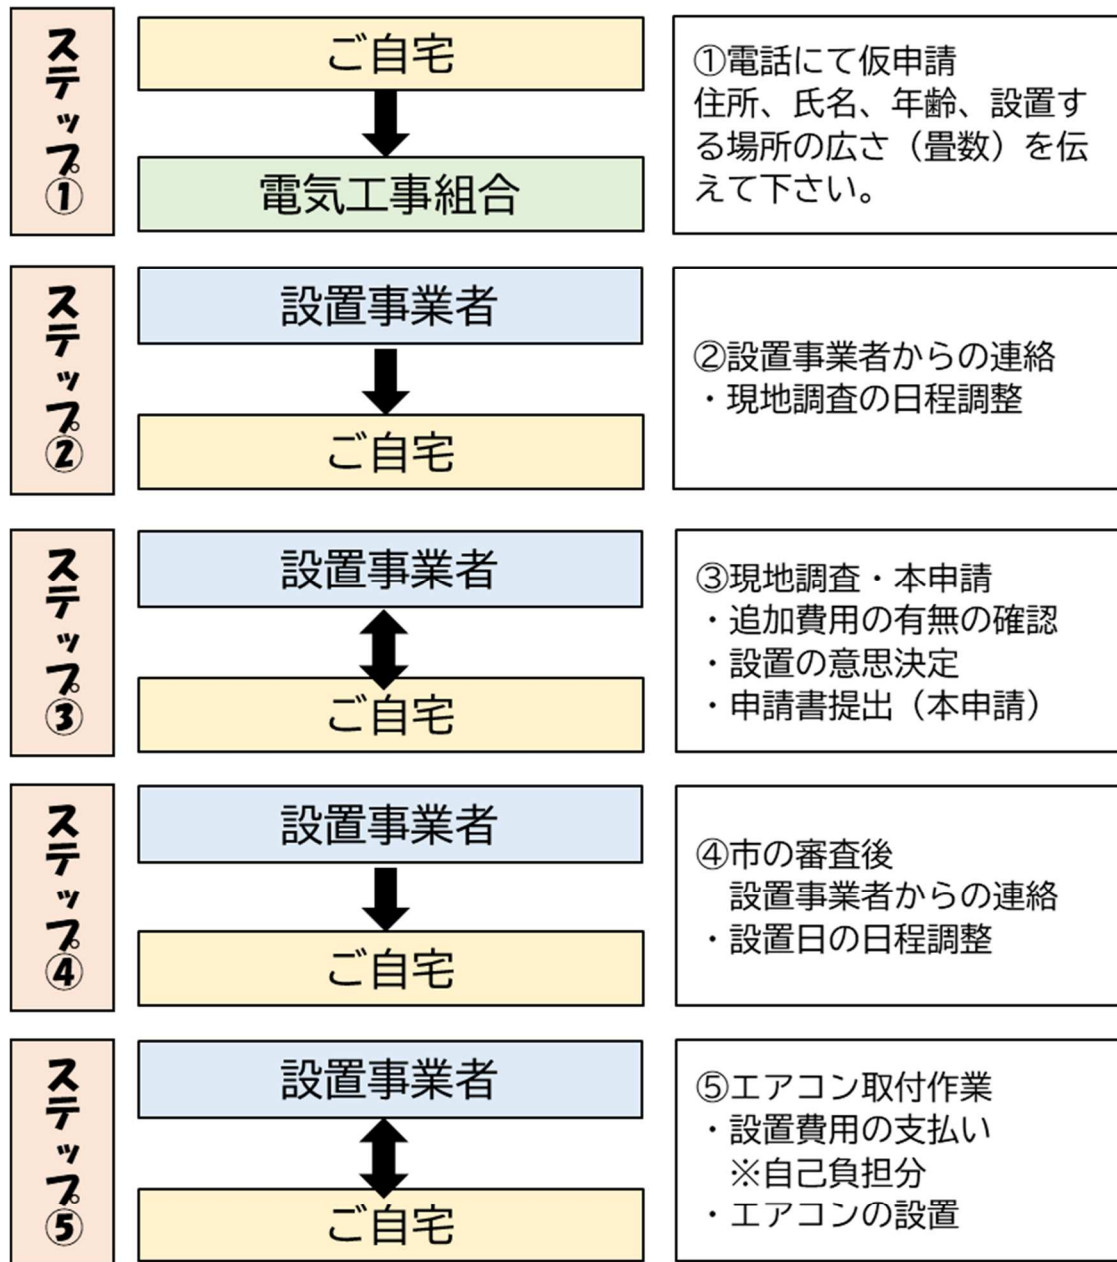 ステップ①
ご自宅
電気工事組合
①電話にて仮申請
住所、氏名、年齢、設置す
る場所の広さ（畳数）を伝
えて下さい。
ステップ②
設置事業者
ご自宅
②設置事業者からの連絡
・現地調査の日程調整
ステップ③
設置事業者
ご自宅
③現地調査・本申請
・追加費用の有無の確認
・設置の意思決定
・申請書提出（本申請）
ステップ④
設置事業者
ご自宅
④市の審査後
設置事業者からの連絡
・設置日の日程調整
ステップ⑤
設置事業者
ご自宅
⑤エアコン取付作業
・設置費用の支払い
※自己負担分
・エアコンの設置